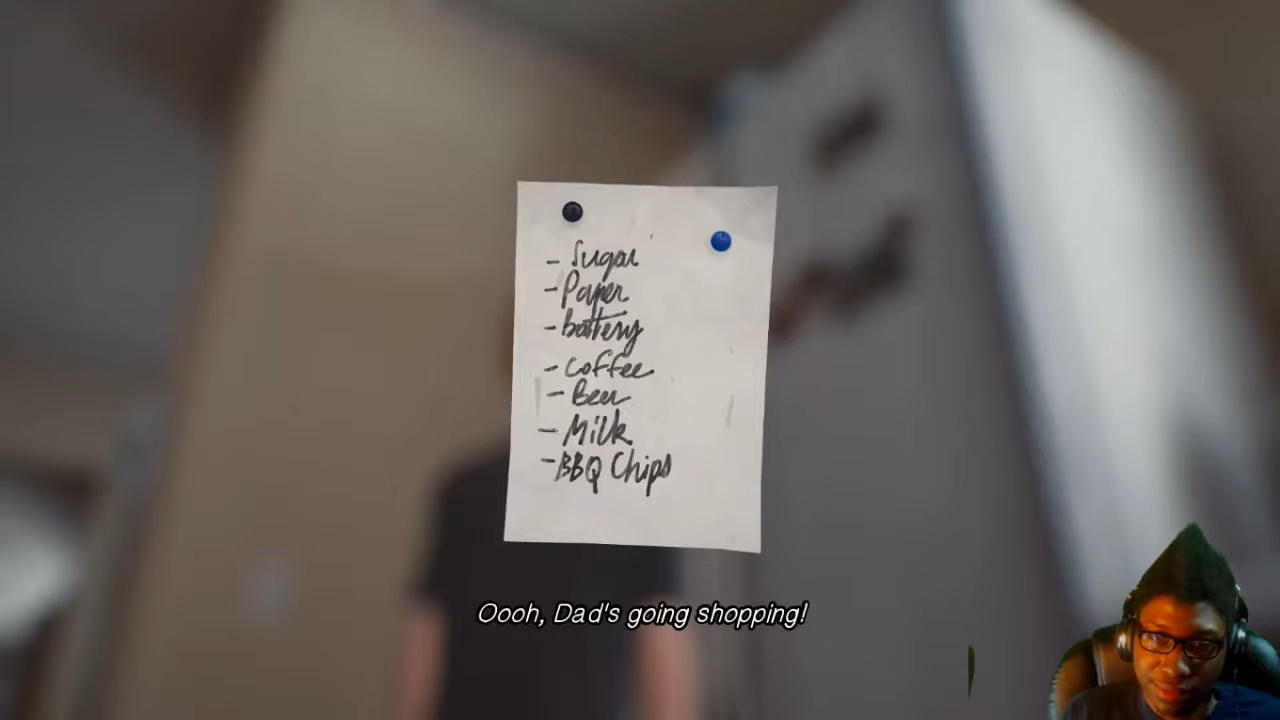 - Sugar
- Paper
- battery
- Coffee
- Beer
- Milk
- BBQ Chips
Oooh, Dad's going shopping!